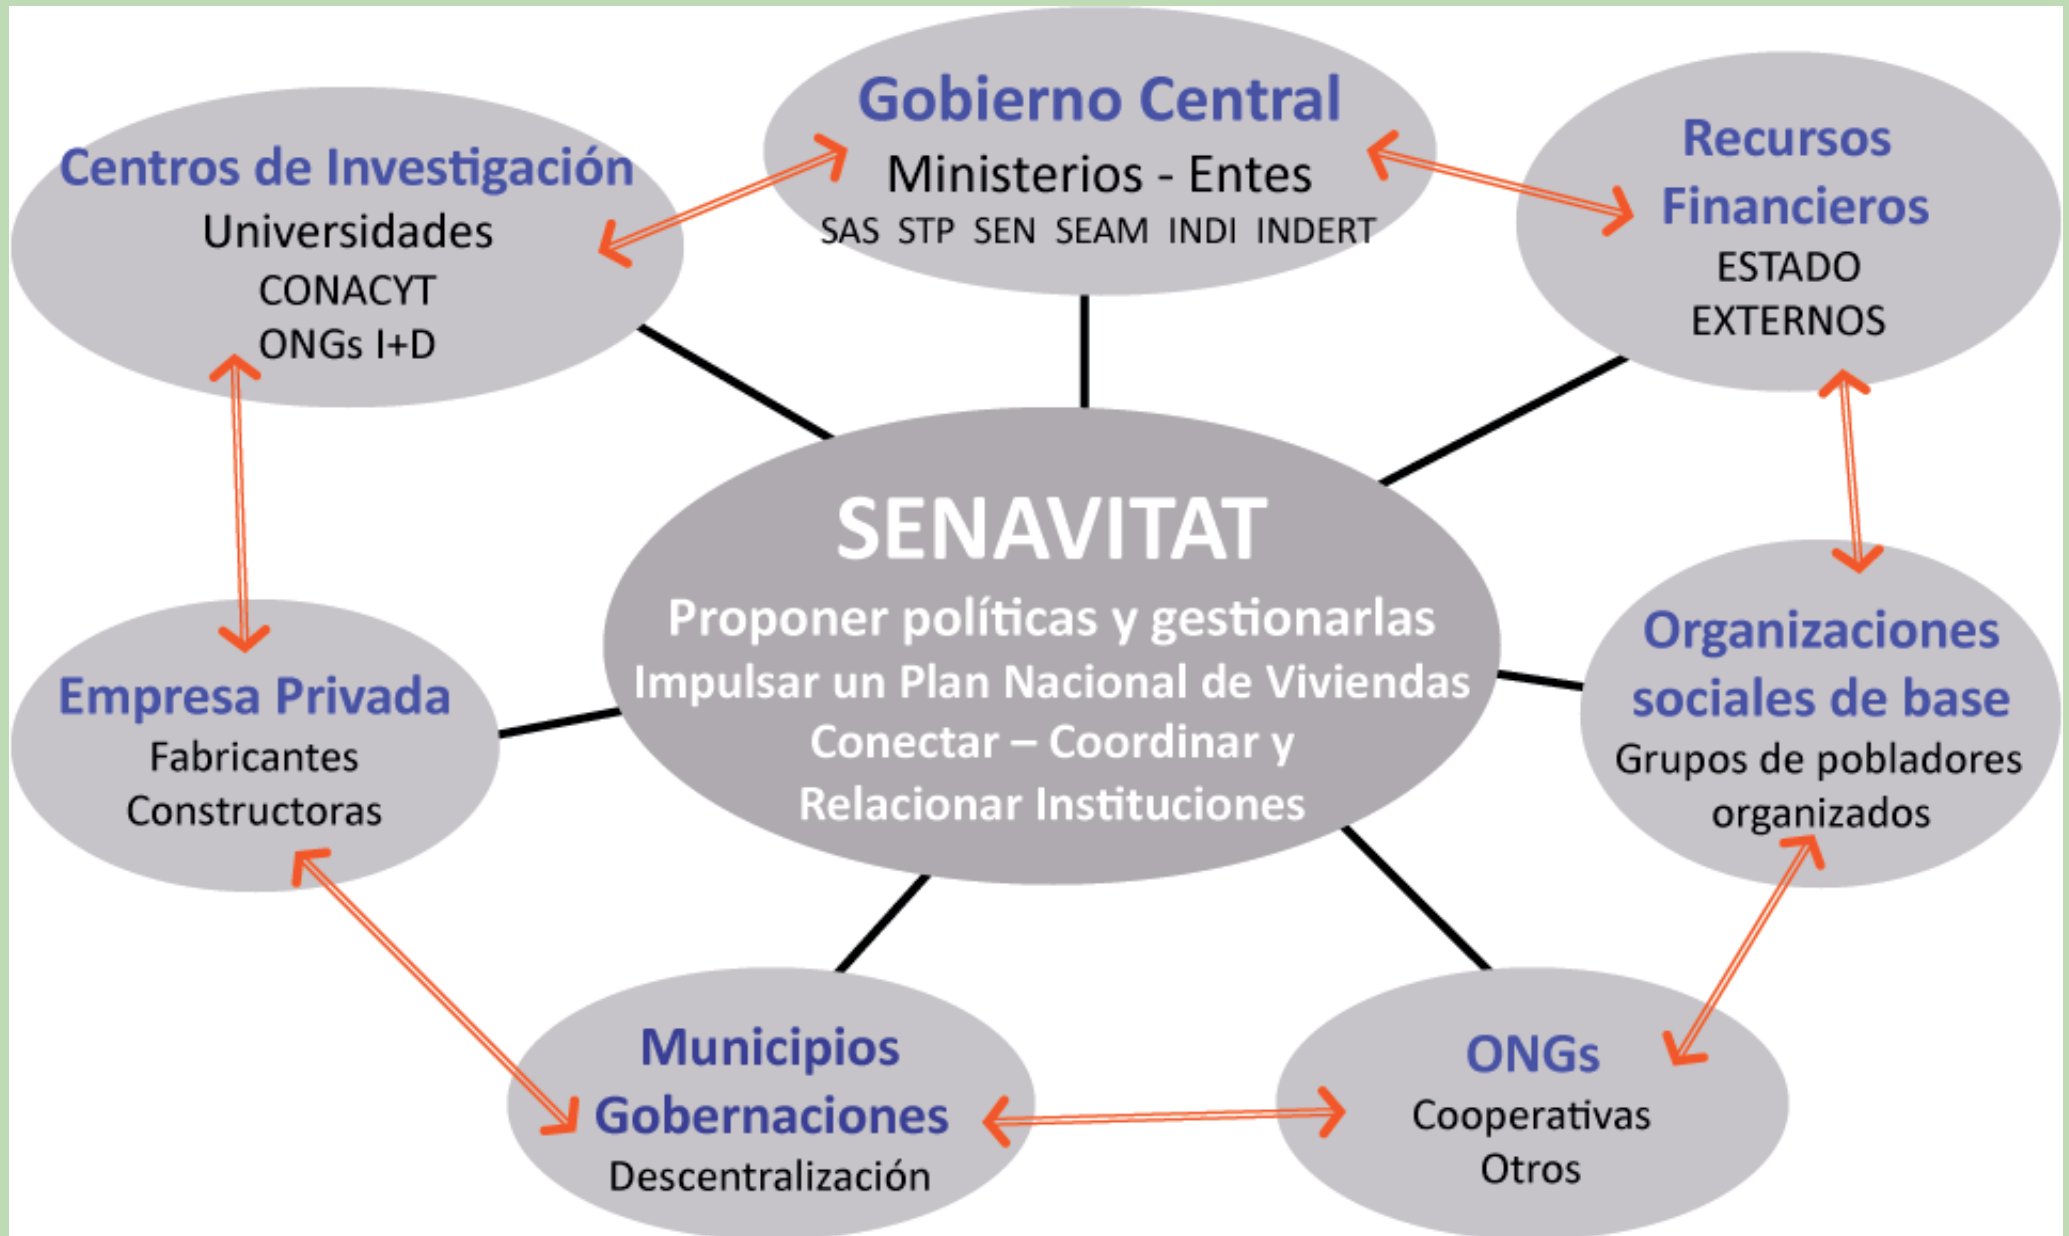 Gobierno Central
Ministerios - Entes
SAS STP SEN SEAM INDI INDERT
Centros de Investigación
Universidades
CONACYT
ONGs I+D
Recursos
Financieros
ESTADO
EXTERNOS
SENAVITAT
Proponer políticas y gestionarlas
Impulsar un Plan Nacional de Viviendas
Conectar – Coordinar y
Relacionar Instituciones
Empresa Privada
Fabricantes
Constructoras
Organizaciones
sociales de base
Grupos de pobladores
organizados
Municipios
Gobernaciones
Descentralización
ONGs
Cooperativas
Otros